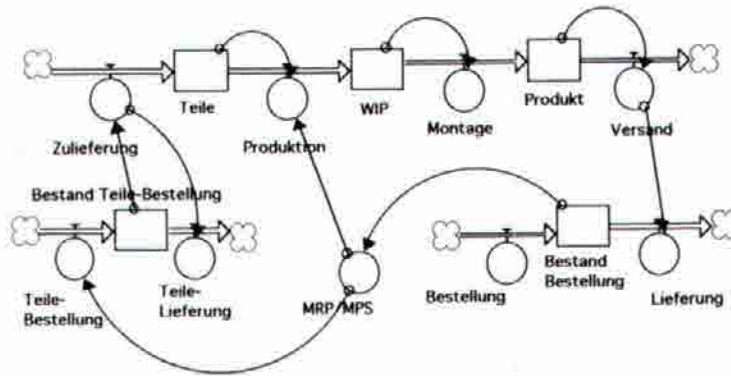 Teile
WIP
Produkt
Zulieferung
Produktion
Montage
Versand
Bestand Teile-Bestellung
Teile-
Bestellung
Teile-
Lieferung
MRP/MPS
Bestellung
Bestand
Bestellung
Lieferung